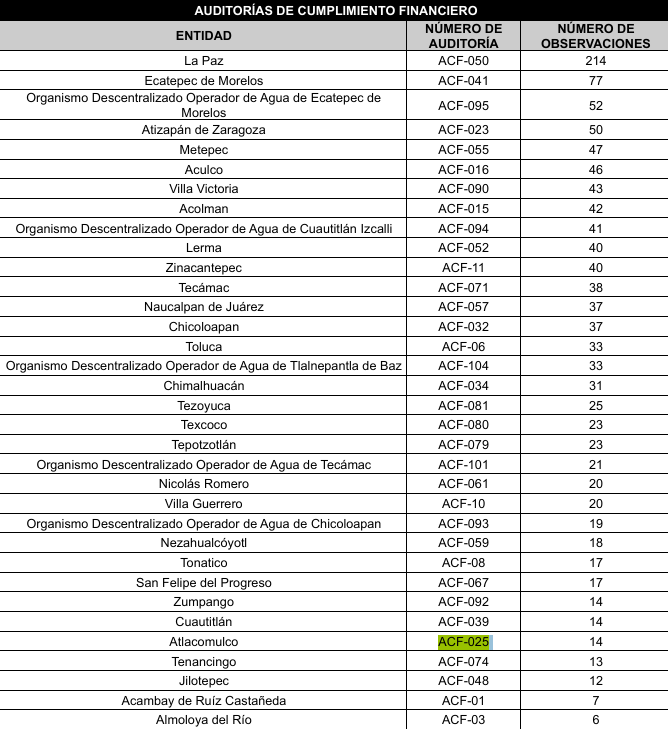 AUDITORÍAS DE CUMPLIMIENTO FINANCIERO
ENTIDAD NÚMERO DE AUDITORÍA NÚMERO DE OBSERVACIONES
La Paz ACF-050 214
Ecatepec de Morelos ACF-041 77
Organismo Descentralizado Operador de Agua de Ecatepec de Morelos ACF-095 52
Atizapán de Zaragoza ACF-023 50
Metepec ACF-055 47
Aculco ACF-016 46
Villa Victoria ACF-090 43
Acolman ACF-015 42
Organismo Descentralizado Operador de Agua de Cuautitlán Izcalli ACF-094 41
Lerma ACF-052 40
Zinacantepec ACF-11 40
Tecámac ACF-071 38
Naucalpan de Juárez ACF-057 37
Chicoloapan ACF-032 37
Toluca ACF-06 33
Organismo Descentralizado Operador de Agua de Tlalnepantla de Baz ACF-104 33
Chimalhuacán ACF-034 31
Tezoyuca ACF-081 25
Texcoco ACF-080 23
Tepotzotlán ACF-079 23
Organismo Descentralizado Operador de Agua de Tecámac ACF-101 21
Nicolás Romero ACF-061 20
Villa Guerrero ACF-10 20
Organismo Descentralizado Operador de Agua de Chicoloapan ACF-093 19
Nezahualcóyotl ACF-059 18
Tonatico ACF-08 17
San Felipe del Progreso ACF-067 17
Zumpango ACF-092 14
Cuautitlán ACF-039 14
Atlacomulco ACF-025 14
Tenancingo ACF-074 13
Jilotepec ACF-048 12
Acambay de Ruíz Castañeda ACF-01 7
Almoloya del Río ACF-03 6